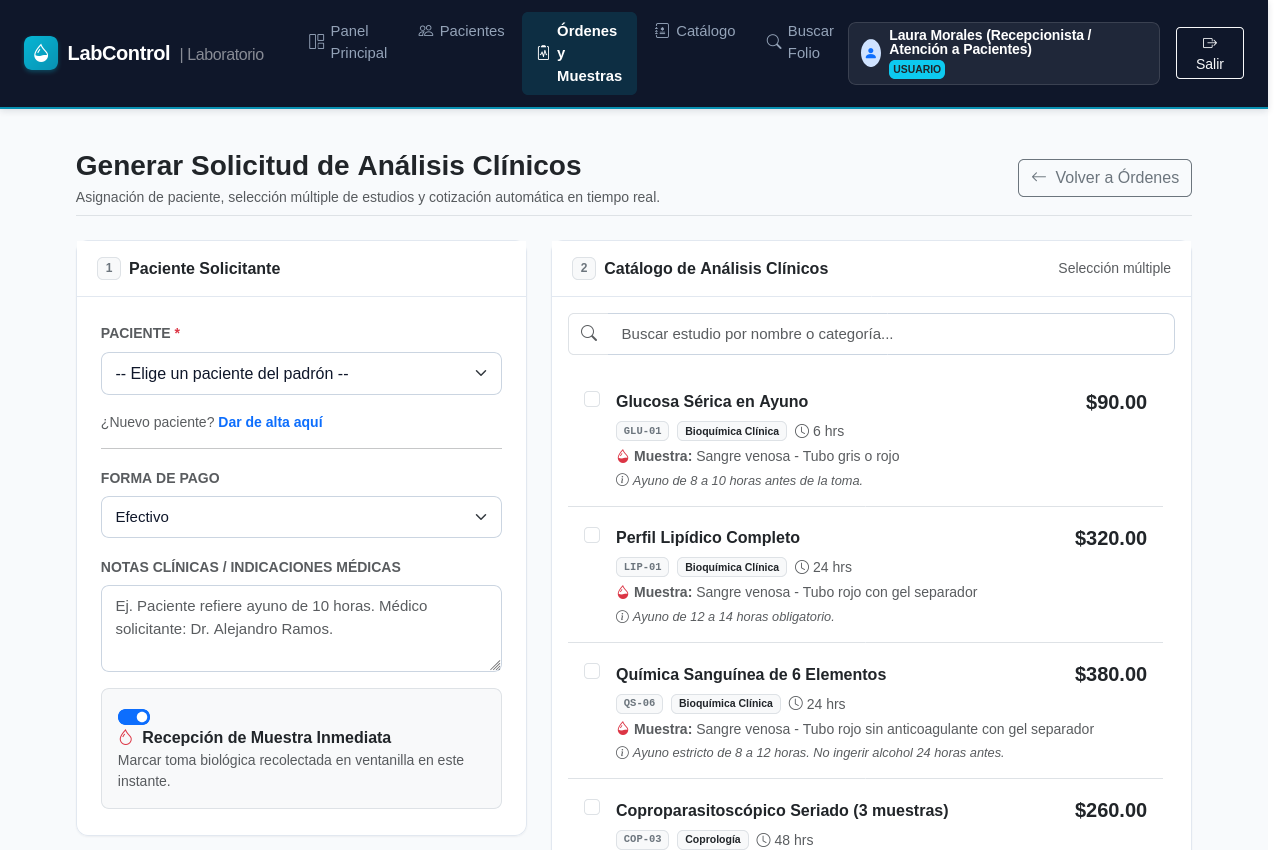 LabControl | Laboratorio
Panel
Principal
Pacientes
Órdenes
y
Muestras
Catálogo
Buscar
Folio
Laura Morales (Recepcionista /
Atención a Pacientes)
USUARIO
Salir
Generar Solicitud de Análisis Clínicos
Asignación de paciente, selección múltiple de estudios y cotización automática en tiempo real.
Volver a Órdenes
1 Paciente Solicitante
PACIENTE *
-- Elige un paciente del padrón --
¿Nuevo paciente? Dar de alta aquí
FORMA DE PAGO
Efectivo
NOTAS CLÍNICAS / INDICACIONES MÉDICAS
Ej. Paciente refiere ayuno de 10 horas. Médico
solicitante: Dr. Alejandro Ramos.
Recepción de Muestra Inmediata
Marcar toma biológica recolectada en ventanilla en este
instante.
2 Catálogo de Análisis Clínicos
Selección múltiple
Buscar estudio por nombre o categoría...
Glucosa Sérica en Ayuno $90.00
GLU-01 Bioquímica Clínica 6 hrs
Muestra: Sangre venosa - Tubo gris o rojo
Ayuno de 8 a 10 horas antes de la toma.
Perfil Lipídico Completo $320.00
LIP-01 Bioquímica Clínica 24 hrs
Muestra: Sangre venosa - Tubo rojo con gel separador
Ayuno de 12 a 14 horas obligatorio.
Química Sanguínea de 6 Elementos $380.00
QS-06 Bioquímica Clínica 24 hrs
Muestra: Sangre venosa - Tubo rojo sin anticoagulante con gel separador
Ayuno estricto de 8 a 12 horas. No ingerir alcohol 24 horas antes.
Coproparasitoscópico Seriado (3 muestras) $260.00
COP-03 Coprología 48 hrs